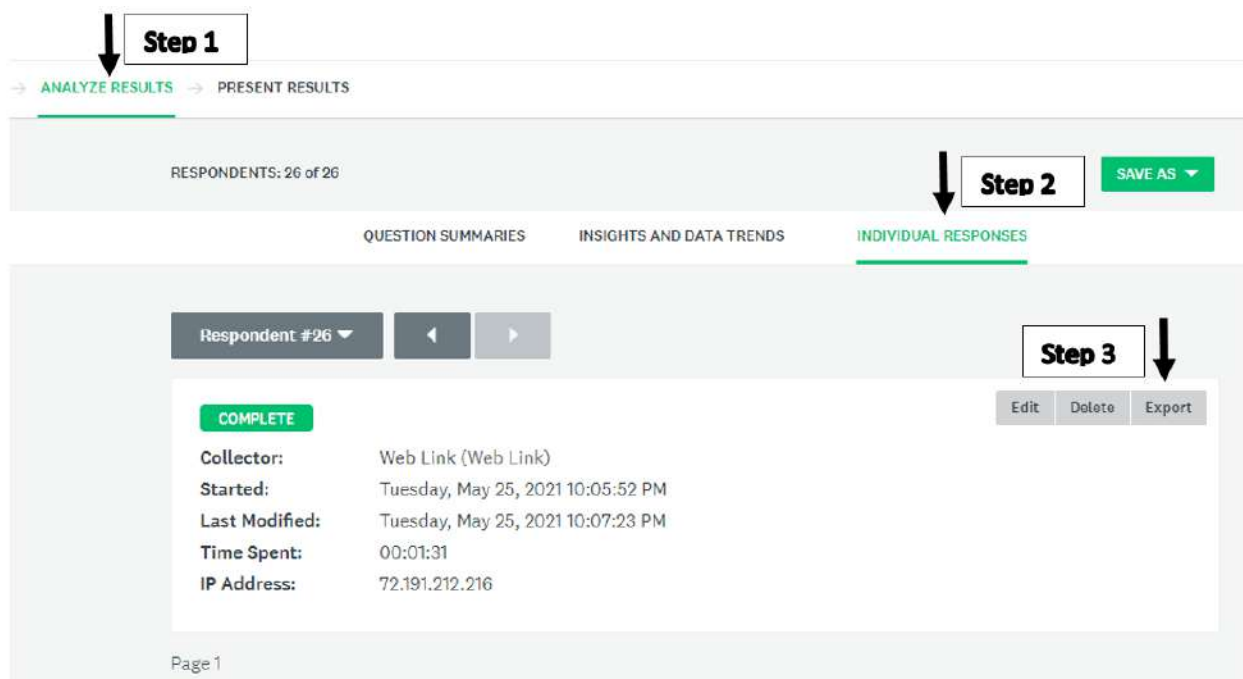 Step 1
ANALYZE RESULTS → PRESENT RESULTS
RESPONDENTS: 26 of 26
Step 2
SAVE AS
QUESTION SUMMARIES INSIGHTS AND DATA TRENDS INDIVIDUAL RESPONSES
Respondent #26
Step 3
COMPLETE
Edit Delete Export
Collector: Web Link (Web Link)
Started: Tuesday, May 25, 2021 10:05:52 PM
Last Modified: Tuesday, May 25, 2021 10:07:23 PM
Time Spent: 00:01:31
IP Address: 72.191.212.216
Page 1